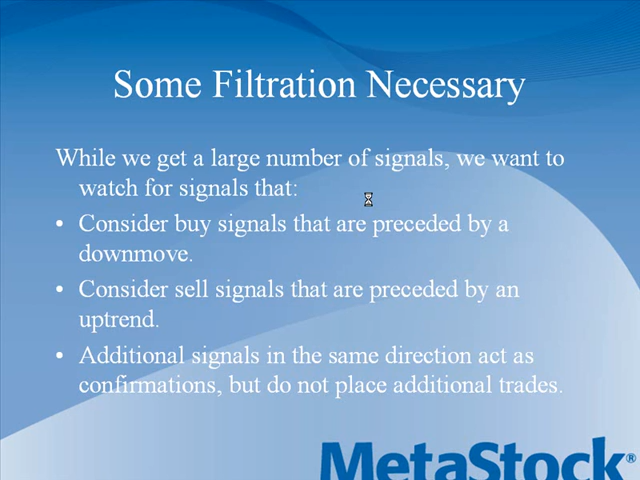 Some Filtration Necessary
While we get a large number of signals, we want to
watch for signals that:
• Consider buy signals that are preceded by a
downmove.
• Consider sell signals that are preceded by an
uptrend.
• Additional signals in the same direction act as
confirmations, but do not place additional trades.
MetaStock®